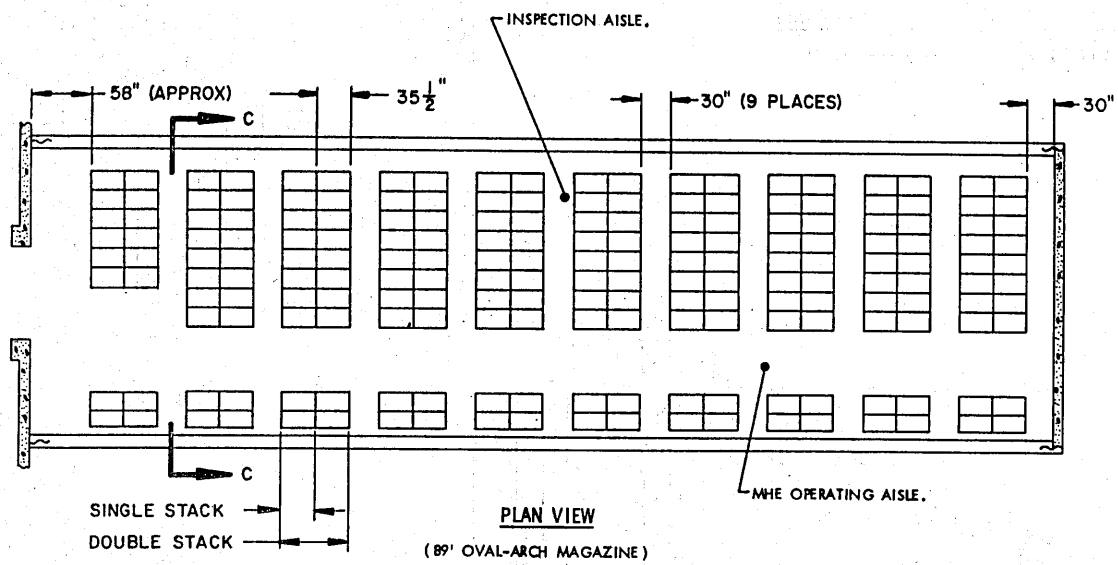 INSPECTION AISLE.
58" (APPROX)
35 1/2"
30" (9 PLACES)
30"
C
C
SINGLE STACK
DOUBLE STACK
PLAN VIEW
(89' OVAL-ARCH MAGAZINE)
MHE OPERATING AISLE.